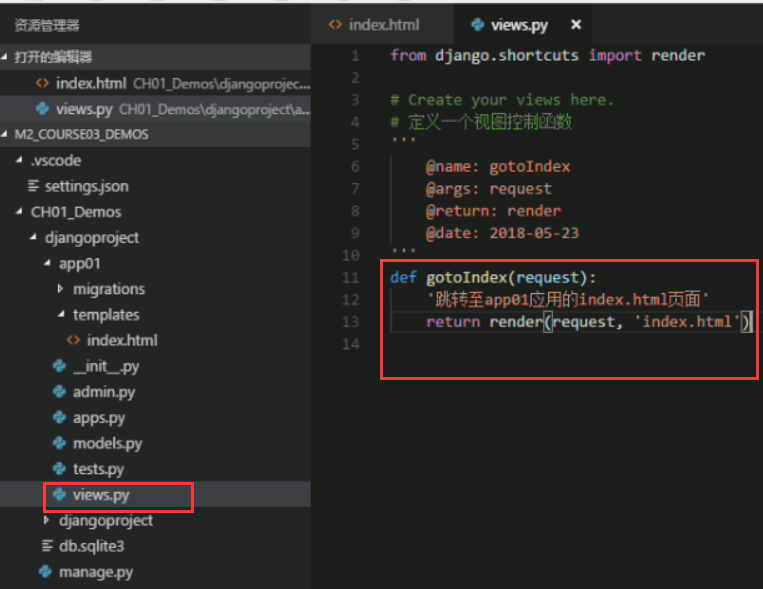 资源管理器
打开的编辑器
index.html CH01_Demos\djangoprojec...
views.py CH01_Demos\djangoproject\a...
M2_COURSE03_DEMOS
.vscode
settings.json
CH01_Demos
djangoproject
app01
migrations
templates
index.html
__init__.py
admin.py
apps.py
models.py
tests.py
views.py
djangoproject
db.sqlite3
manage.py
index.html views.py ×
1 from django.shortcuts import render
2
3 # Create your views here.
4 # 定义一个视图控制函数
5 '''
6 @name: gotoIndex
7 @args: request
8 @return: render
9 @date: 2018-05-23
10 '''
11 def gotoIndex(request):
12 '跳转至app01应用的index.html页面'
13 return render(request, 'index.html')
14